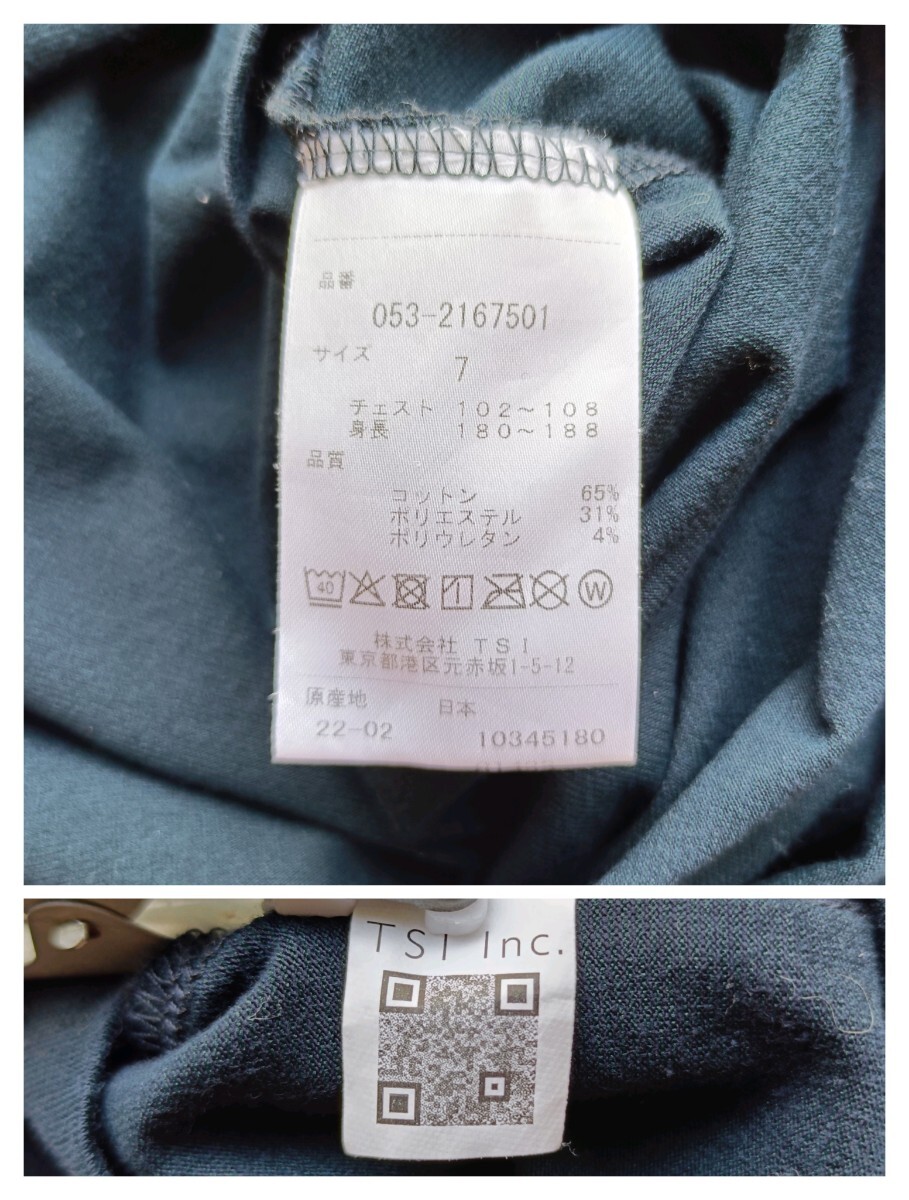 品番
053-2167501
サイズ
7
チェスト 102～108
身長 180～188
品質
コットン 65%
ポリエステル 31%
ポリウレタン 4%
40 W
株式会社 TSI
東京都港区元赤坂1-5-12
原産地 日本
22-02 10345180
TSI Inc.